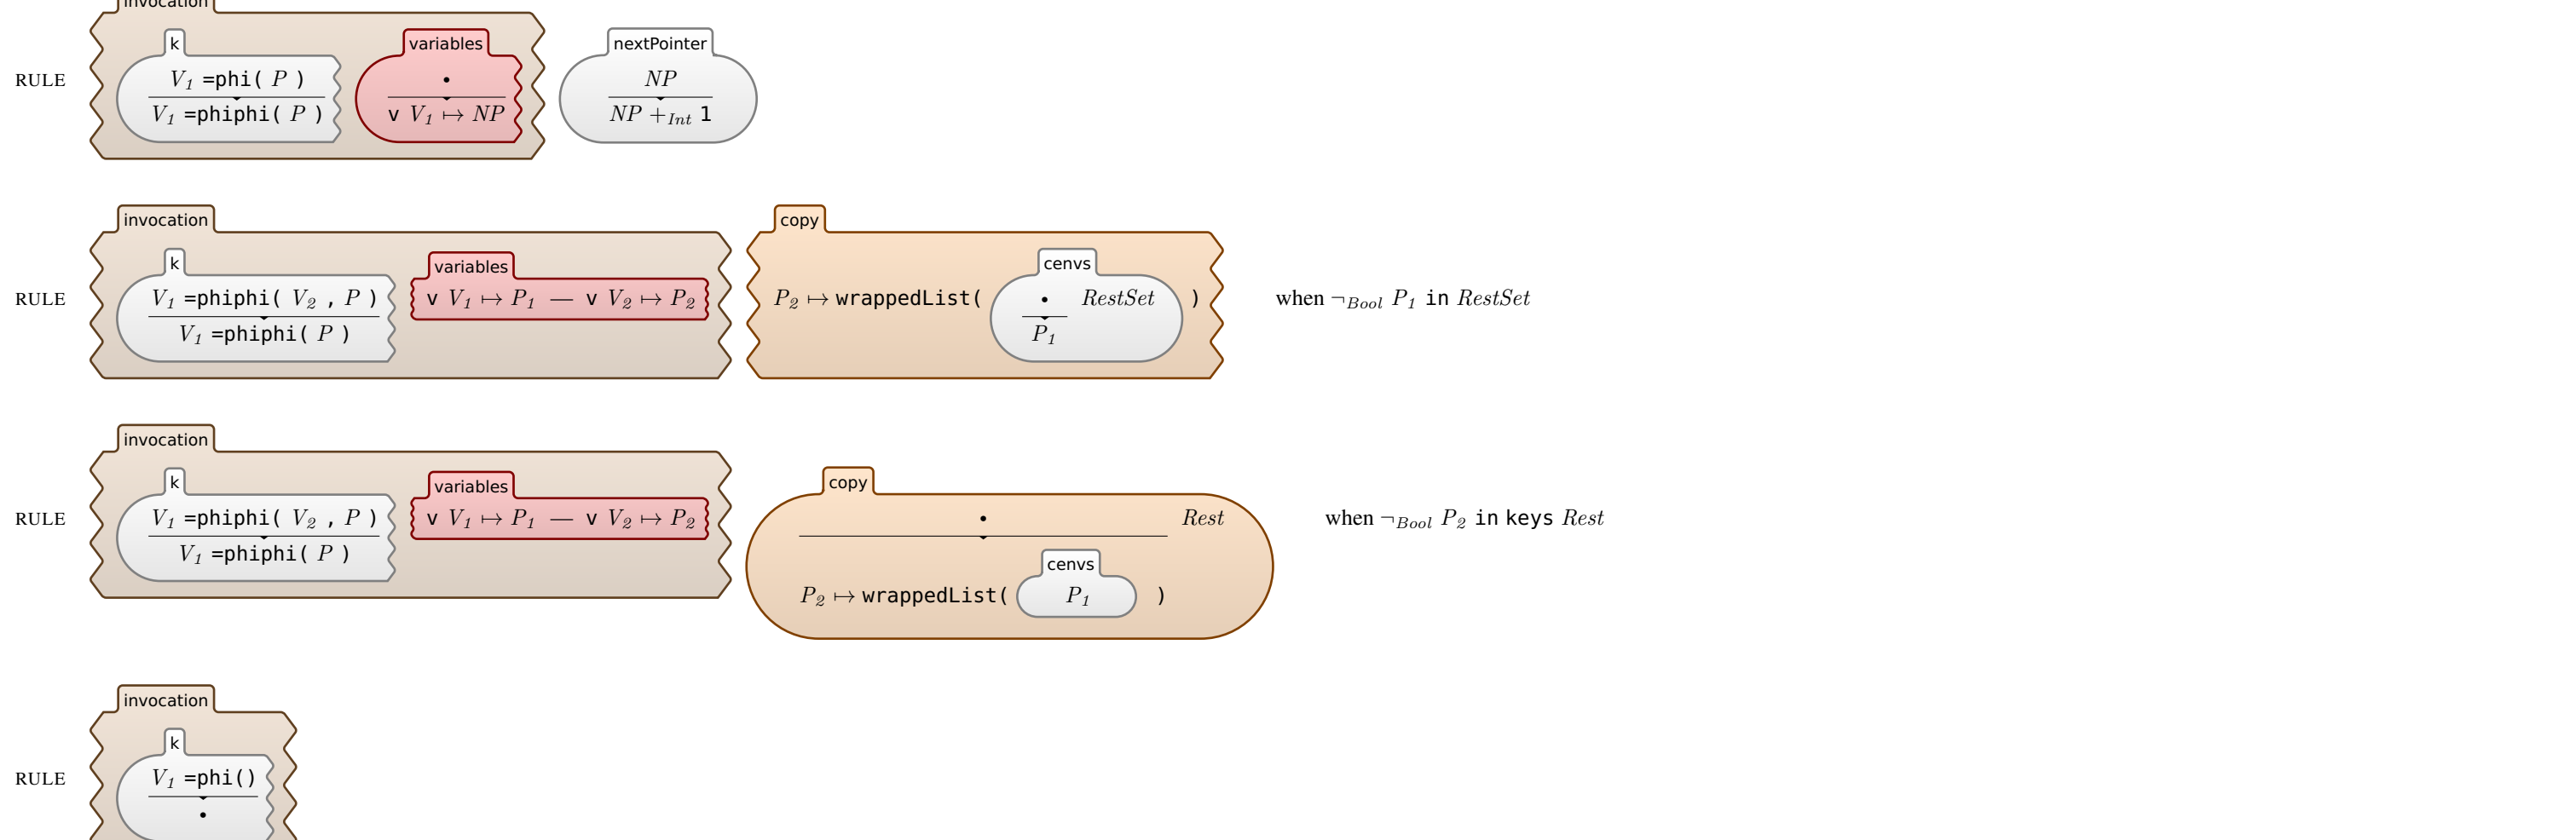 invocation
k variables nextPointer
RULE V1 =phi( P ) • NP
V1 =phiphi( P ) v V1 ↦ NP NP +Int 1
invocation copy
k variables cenvs
RULE V1 =phiphi( V2 , P ) v V1 ↦ P1 — v V2 ↦ P2 P2 ↦ wrappedList( • RestSet ) when ¬Bool P1 in RestSet
V1 =phiphi( P ) P1
invocation
k variables copy
RULE V1 =phiphi( V2 , P ) v V1 ↦ P1 — v V2 ↦ P2 • Rest when ¬Bool P2 in keys Rest
V1 =phiphi( P )
cenvs
P2 ↦ wrappedList( P1 )
invocation
k
RULE V1 =phi()
•